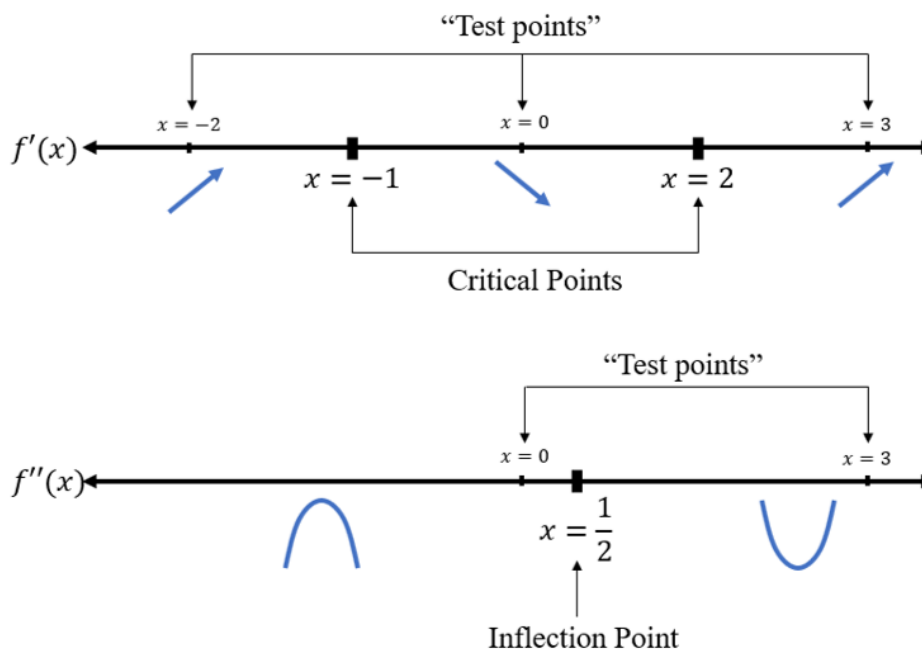 “Test points”
x = −2 x = 0 x = 3
f′(x)
x = −1 x = 2
Critical Points
“Test points”
x = 0 x = 3
f′′(x)
x = 1/2
Inflection Point